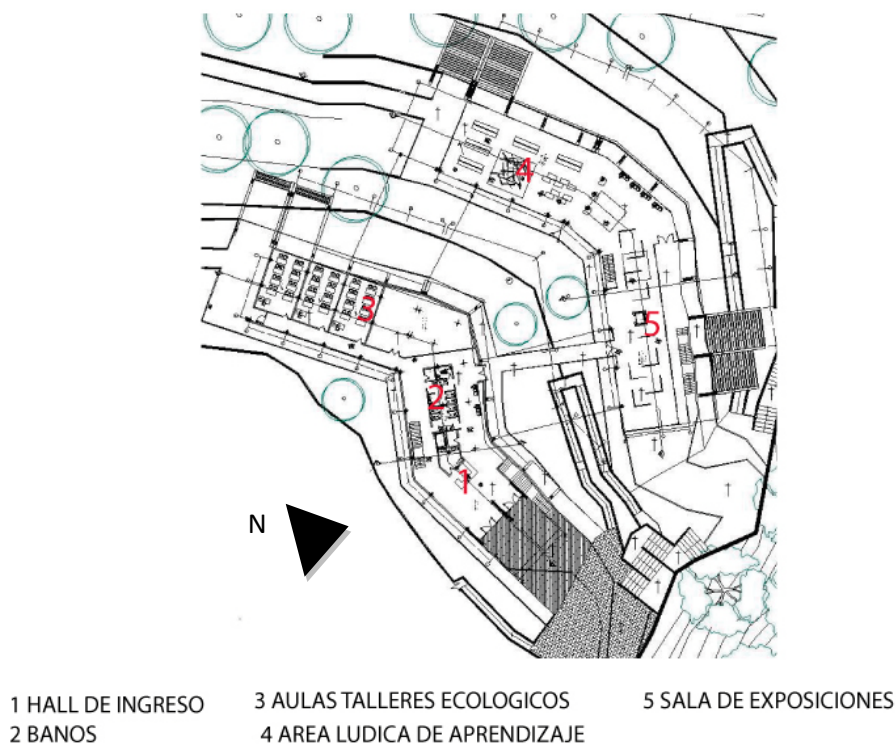 4
3
5
2
1
N
1 HALL DE INGRESO
2 BANOS
3 AULAS TALLERES ECOLOGICOS
4 AREA LUDICA DE APRENDIZAJE
5 SALA DE EXPOSICIONES